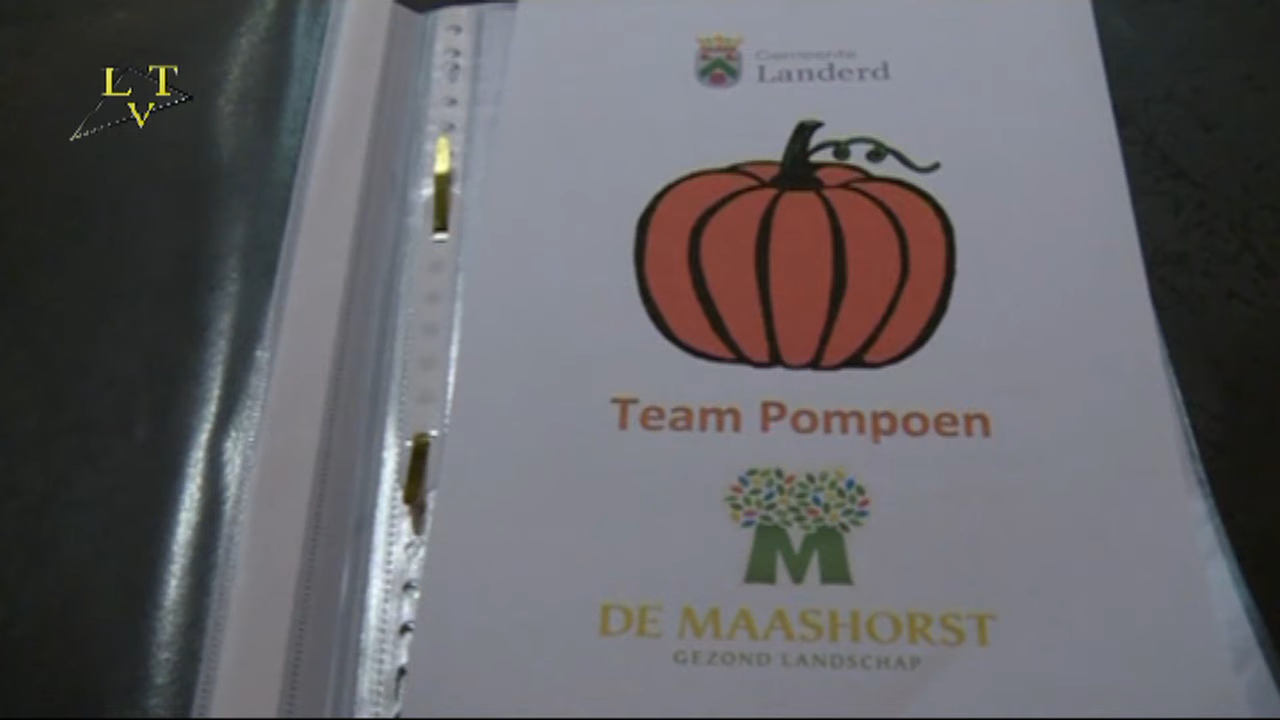 LTV
Gemeente
Landerd
Team Pompoen
M
DE MAASHORST
GEZOND LANDSCHAP